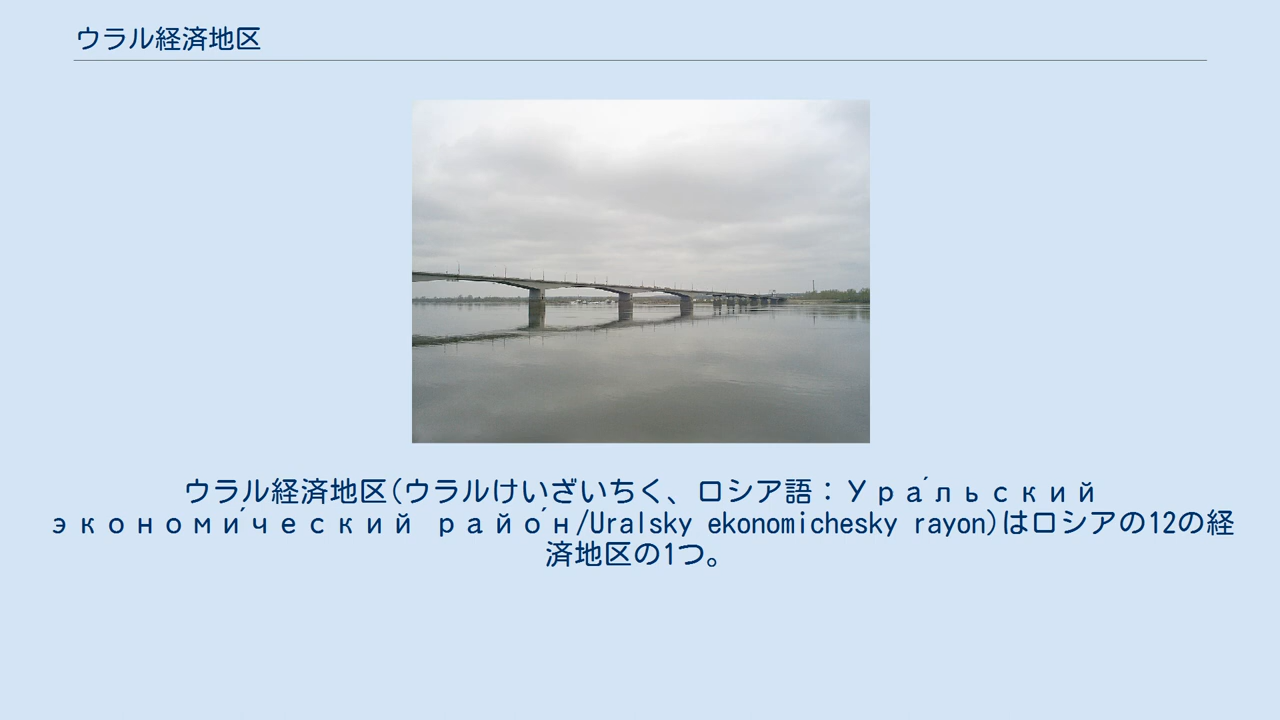 ウラル経済地区
ウラル経済地区(ウラルけいざいちく、ロシア語：Ура́льский
экономи́ческий райо́н/Uralsky ekonomichesky rayon)はロシアの12の経
済地区の1つ。